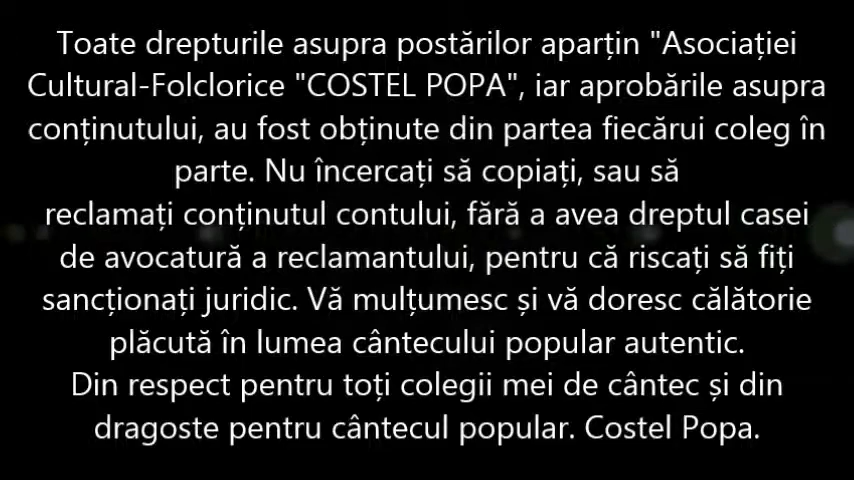 Toate drepturile asupra postărilor aparțin "Asociației
Cultural-Folclorice "COSTEL POPA", iar aprobările asupra
conținutului, au fost obținute din partea fiecărui coleg în
parte. Nu încercați să copiați, sau să
reclamați conținutul contului, fără a avea dreptul casei
de avocatură a reclamantului, pentru că riscați să fiți
sancționați juridic. Vă mulțumesc și vă doresc călătorie
plăcută în lumea cântecului popular autentic.
Din respect pentru toți colegii mei de cântec și din
dragoste pentru cântecul popular. Costel Popa.